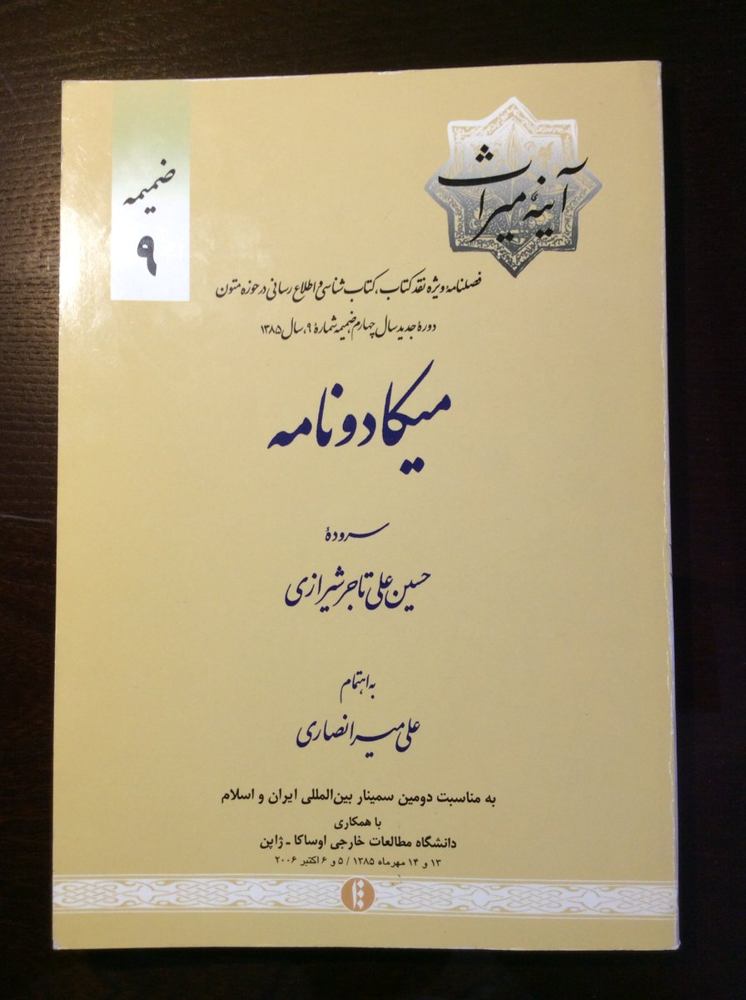 آینهٔ میراث
ضمیمه
۹
فصلنامهٔ ویژه نقد کتاب، کتاب شناسی و اطلاع رسانی در حوزه متون
دورهٔ جدید سال چهارم، ضمیمه شمارهٔ ۹، سال ۱۳۸۵
میکادونامه
سرودهٔ
حسین علی تاجر شیرازی
به اهتمام
علی میرانصاری
به مناسبت دومین سمینار بین‌المللی ایران و اسلام
با همکاری
دانشگاه مطالعات خارجی اوساکا ـ ژاپن
۱۳ و ۱۴ مهرماه ۱۳۸۵ / ۵ و ۶ اکتبر ۲۰۰۶